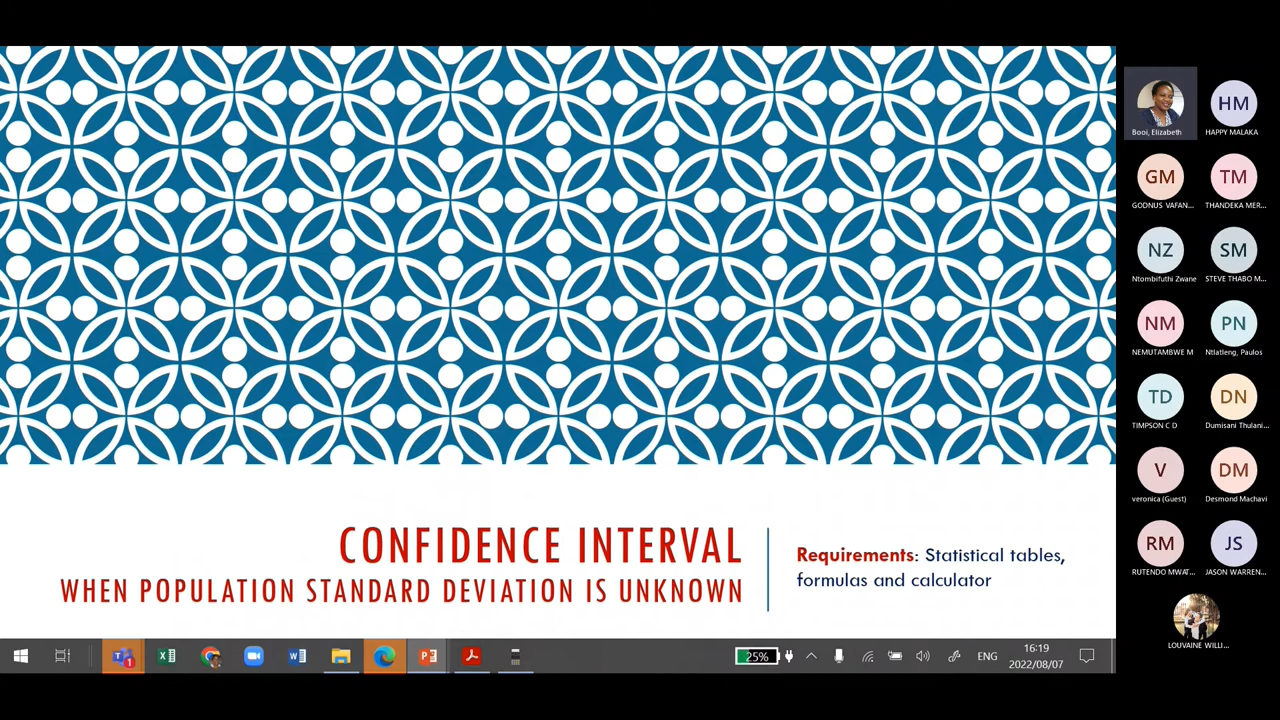 Booi, Elizabeth
HM
HAPPY MALAKA
GM
GODNUS VAFAN...
TM
THANDEKA MER...
NZ
Ntombifuthi Zwane
SM
STEVE THABO M...
NM
NEMUTAMBWE M
PN
Ntlatleng, Paulos
TD
TIMPSON C D
DN
Dumisani Thulani...
V
veronica (Guest)
DM
Desmond Machavi
RM
RUTENDO MWAT...
JS
JASON WARREN...
LOUVAINE WILLI...
CONFIDENCE INTERVAL
WHEN POPULATION STANDARD DEVIATION IS UNKNOWN
Requirements: Statistical tables,
formulas and calculator
25%
ENG
16:19
2022/08/07